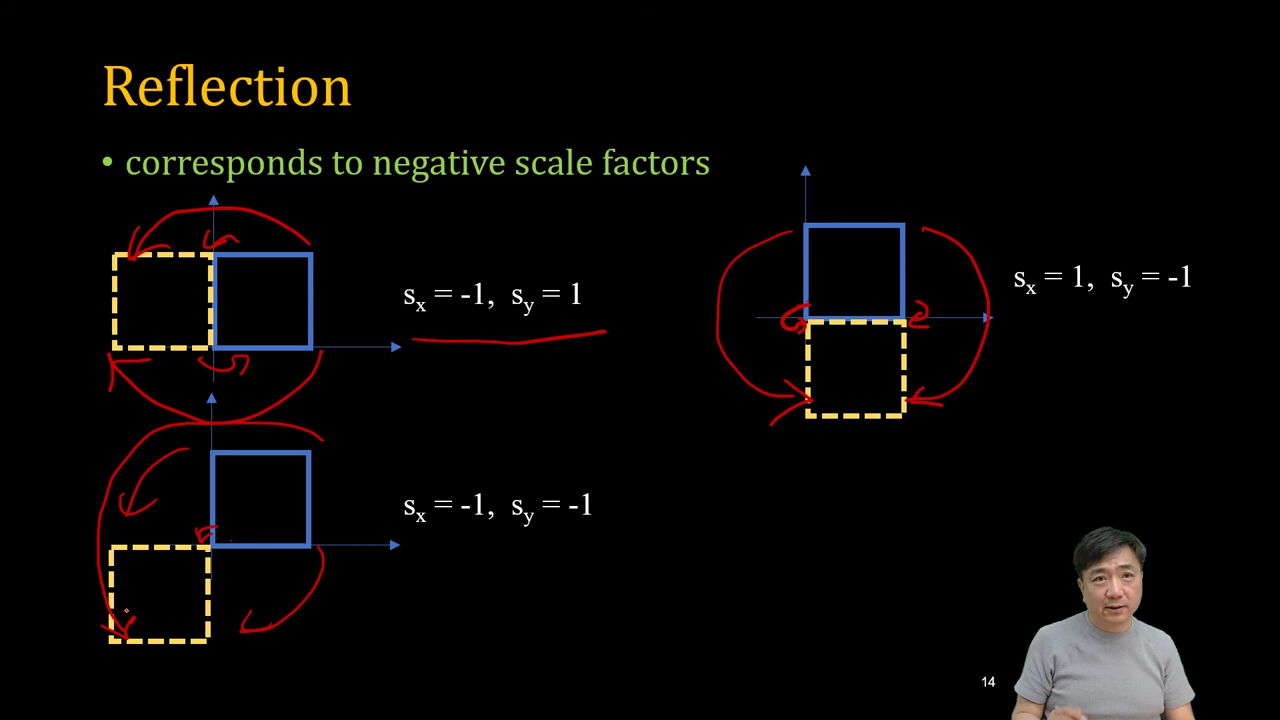 Reflection
• corresponds to negative scale factors
sx = -1, sy = 1
sx = 1, sy = -1
sx = -1, sy = -1
14